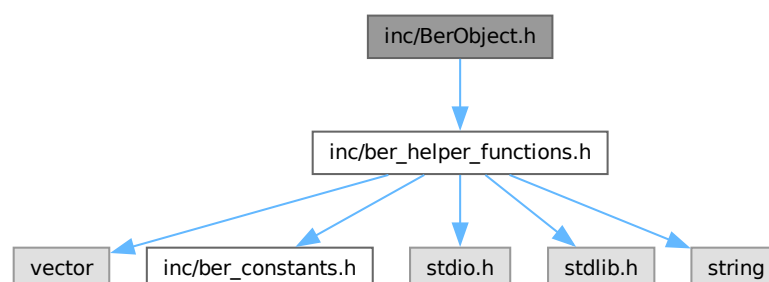 inc/BerObject.h
inc/ber_helper_functions.h
vector
inc/ber_constants.h
stdio.h
stdlib.h
string